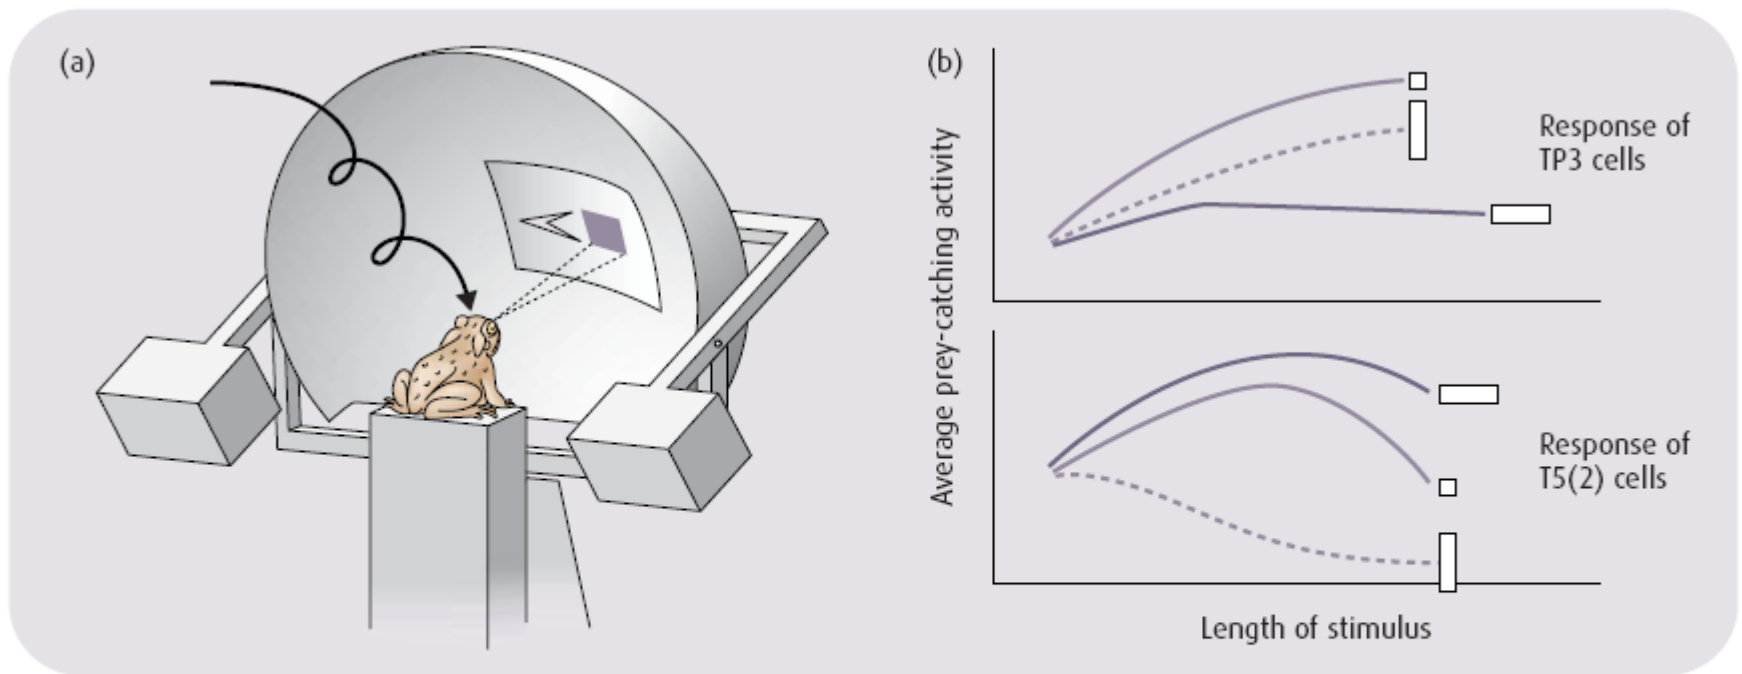 (a)
(b)
Average prey-catching activity
Response of
TP3 cells
Response of
T5(2) cells
Length of stimulus